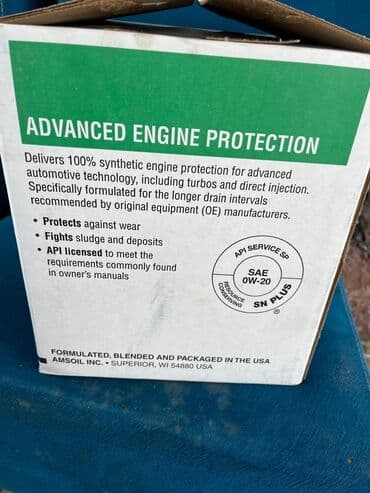 ADVANCED ENGINE PROTECTION
Delivers 100% synthetic engine protection for advanced
automotive technology, including turbos and direct injection.
Specifically formulated for the longer drain intervals
recommended by original equipment (OE) manufacturers.
• Protects against wear
• Fights sludge and deposits
• API licensed to meet the
requirements commonly found
in owner's manuals
API SERVICE SP
SAE
0W-20
RESOURCE
CONSERVING
SN PLUS
®
FORMULATED, BLENDED AND PACKAGED IN THE USA
AMSOIL INC. • SUPERIOR, WI 54880 USA